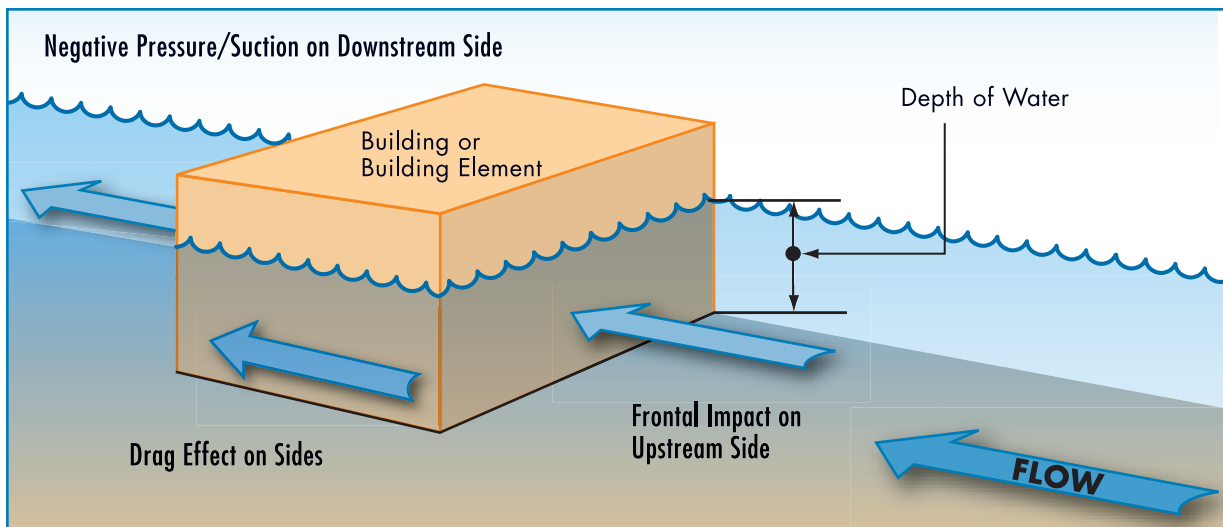 Negative Pressure/Suction on Downstream Side
Depth of Water
Building or
Building Element
Frontal Impact on
Upstream Side
Drag Effect on Sides
FLOW